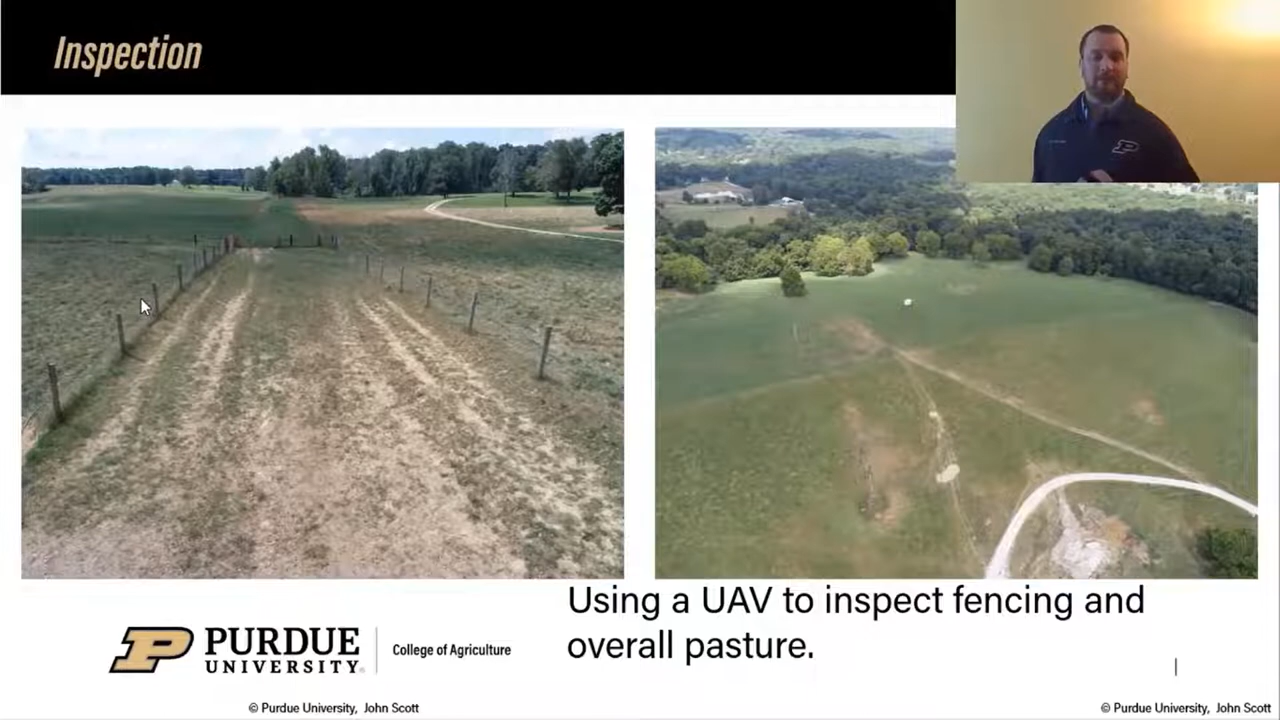 Inspection
Using a UAV to inspect fencing and
overall pasture.
PURDUE
UNIVERSITY®
College of Agriculture
© Purdue University, John Scott
© Purdue University, John Scott